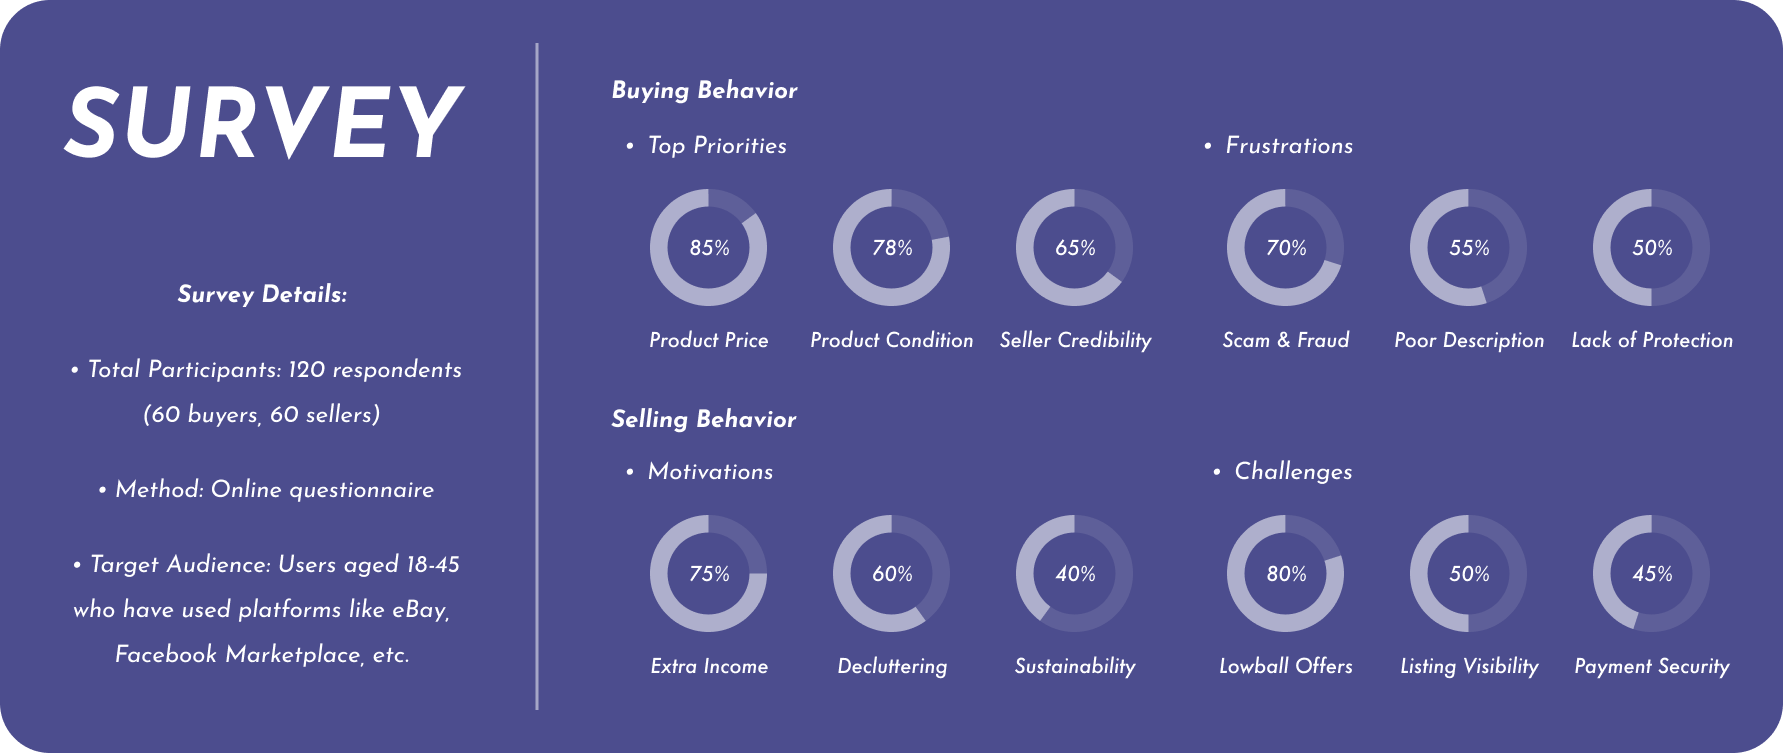 SURVEY
Survey Details:
• Total Participants: 120 respondents
(60 buyers, 60 sellers)
• Method: Online questionnaire
• Target Audience: Users aged 18-45
who have used platforms like eBay,
Facebook Marketplace, etc.
Buying Behavior
• Top Priorities
85% 78% 65%
Product Price Product Condition Seller Credibility
• Frustrations
70% 55% 50%
Scam & Fraud Poor Description Lack of Protection
Selling Behavior
• Motivations
75% 60% 40%
Extra Income Decluttering Sustainability
• Challenges
80% 50% 45%
Lowball Offers Listing Visibility Payment Security